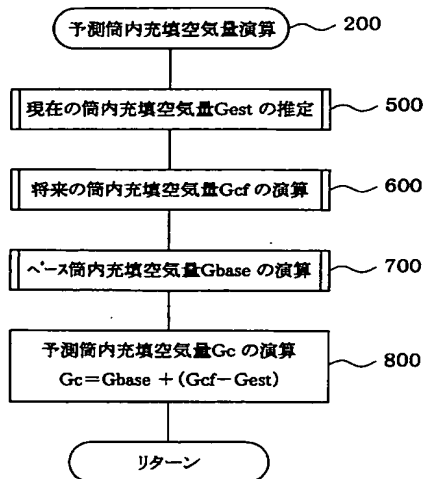 予測筒内充填空気量演算
200
現在の筒内充填空気量Gest の推定
500
将来の筒内充填空気量Gcf の演算
600
ベース筒内充填空気量Gbase の演算
700
予測筒内充填空気量Gc の演算
Gc=Gbase +(Gcf−Gest)
800
リターン